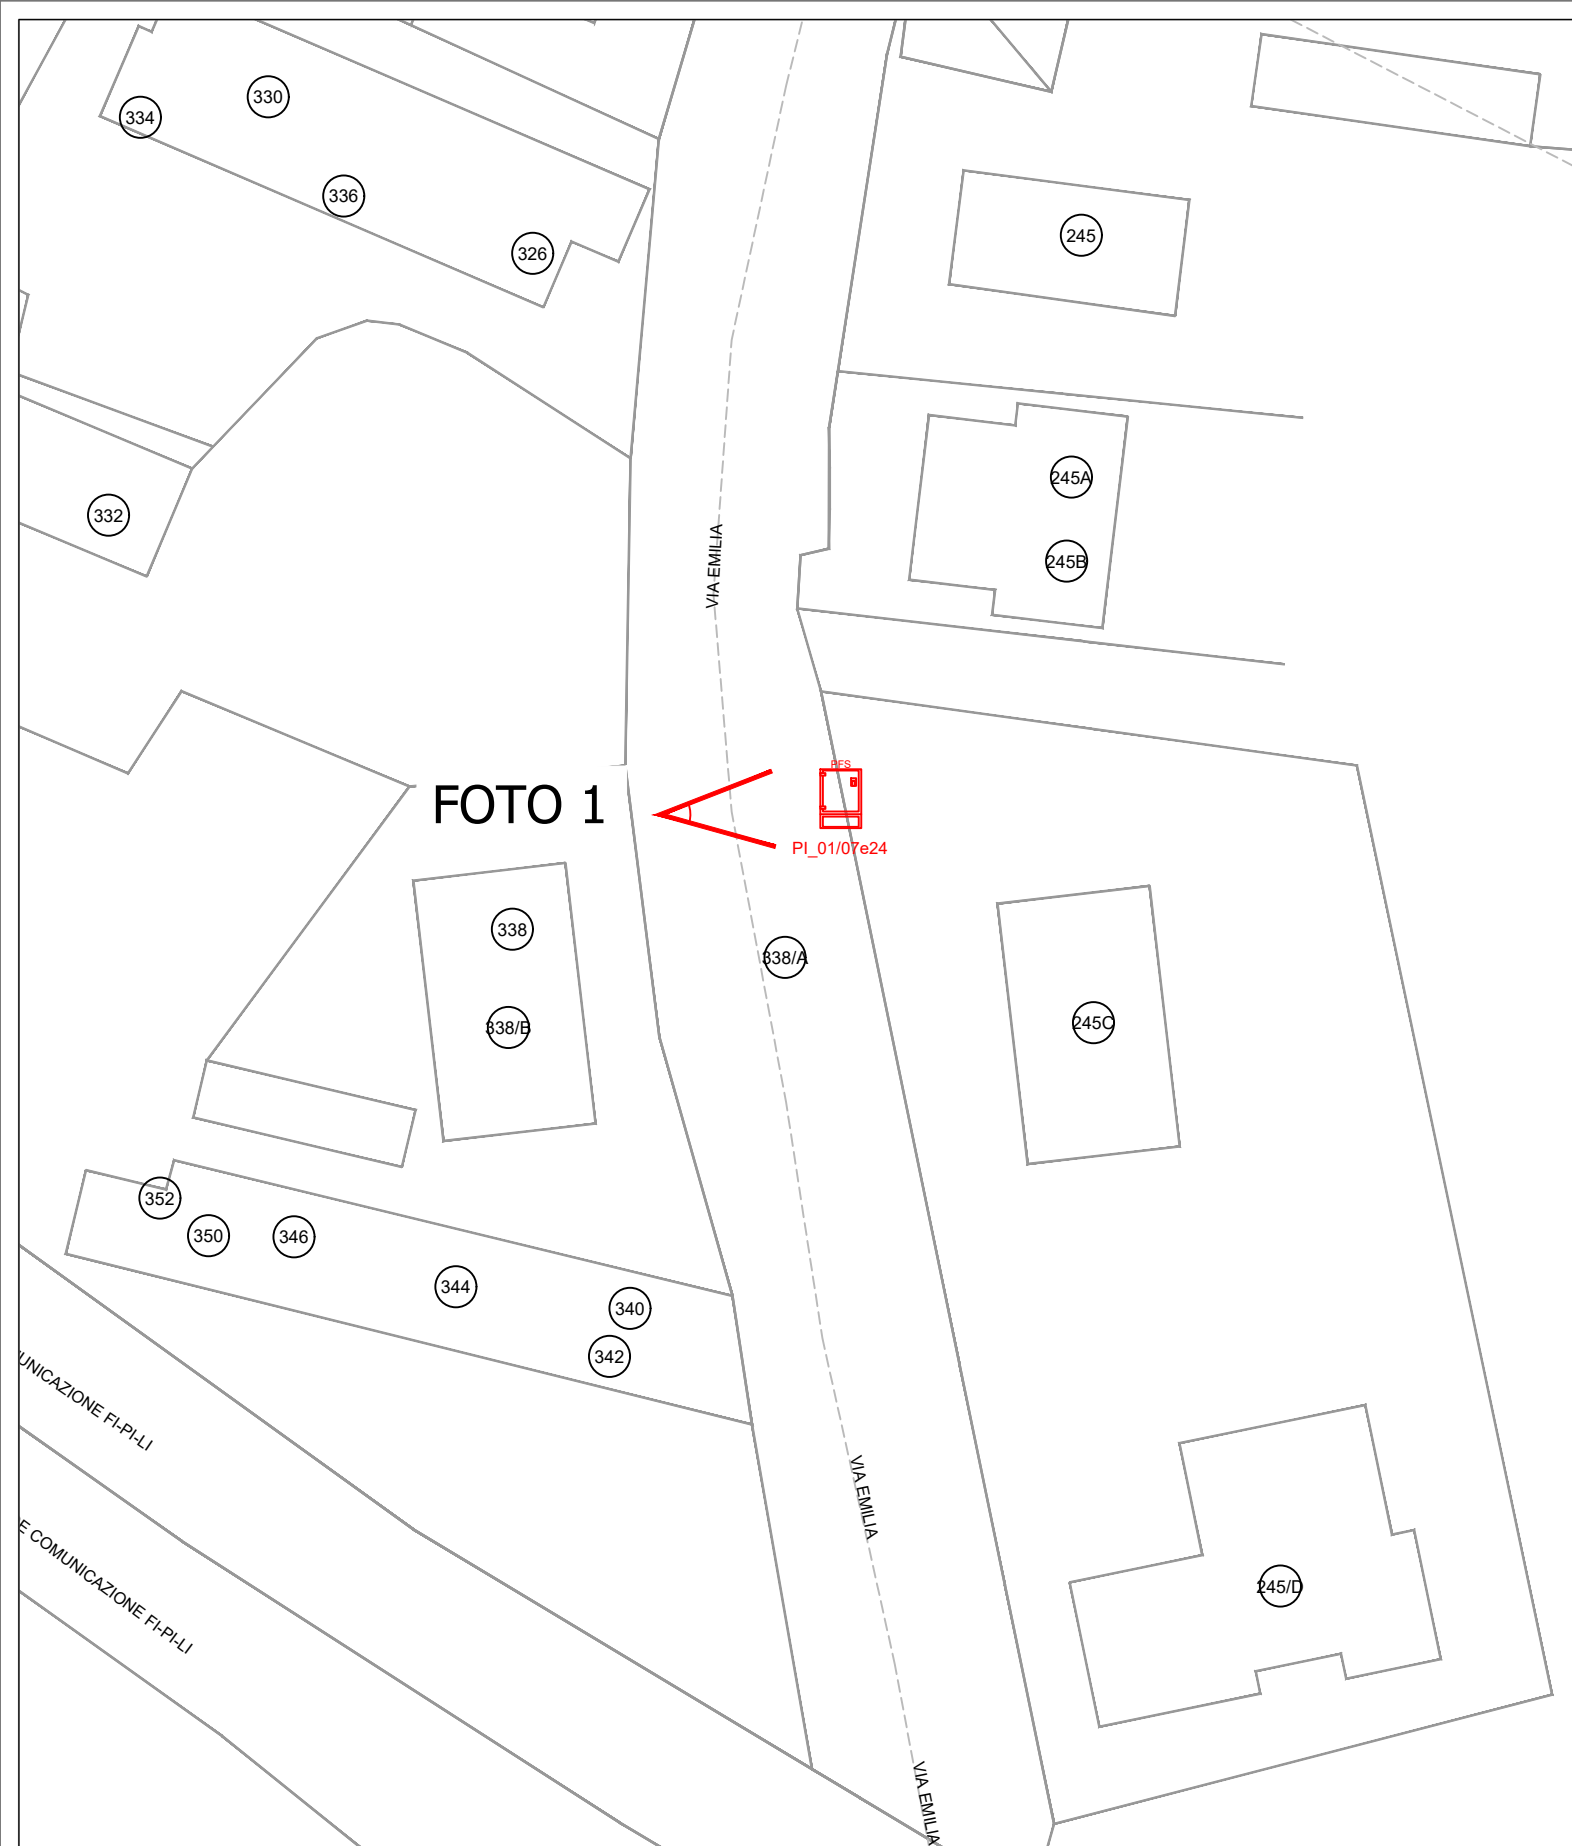 330
334
336
326
245
245A
332
VIA EMILIA
245B
PFS
FOTO 1
PI_01/07e24
338
338/A
338/B
245C
352
350
346
344
340
342
UNICAZIONE FI-PI-LI
VIA EMILIA
E COMUNICAZIONE FI-PI-LI
245/D
VIA EMILIA